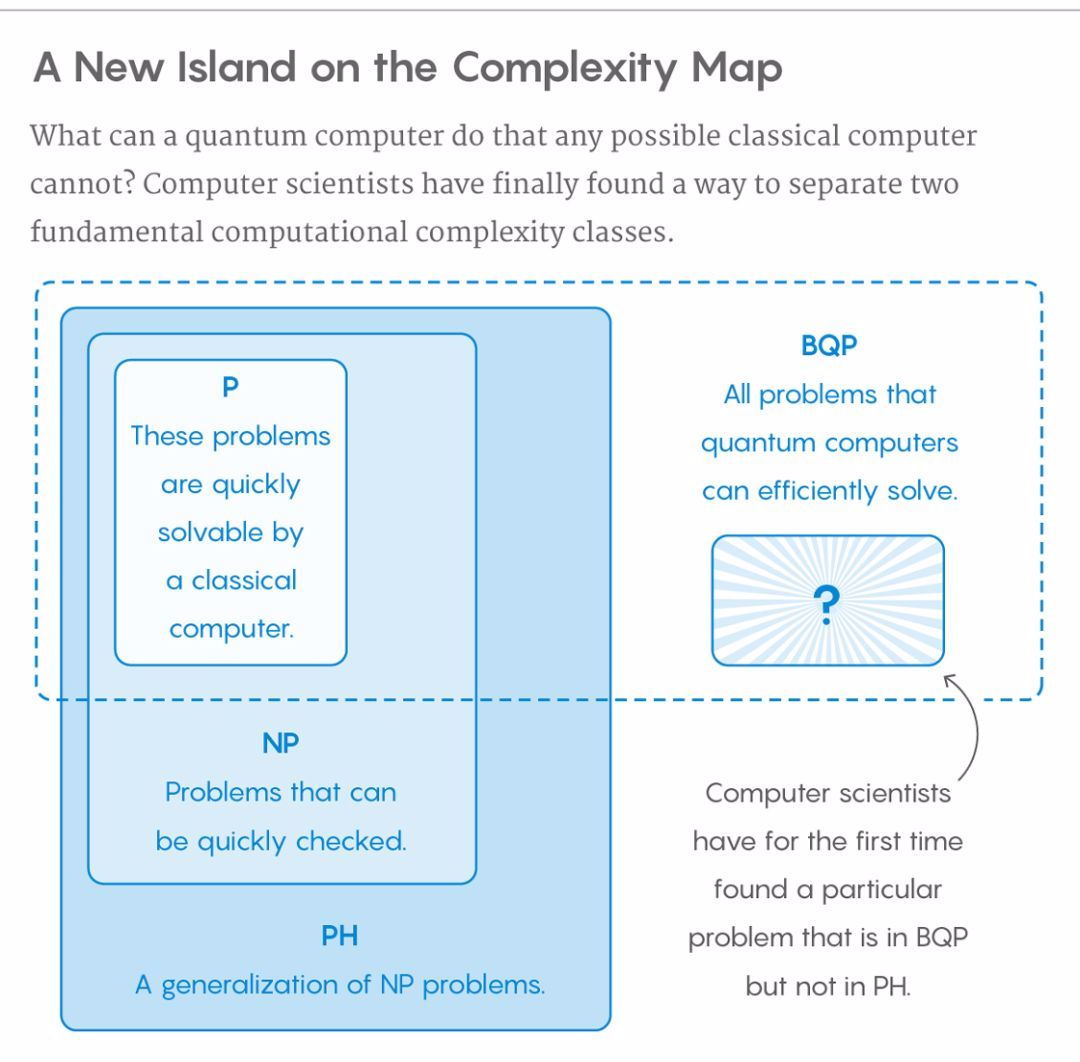 A New Island on the Complexity Map
What can a quantum computer do that any possible classical computer
cannot? Computer scientists have finally found a way to separate two
fundamental computational complexity classes.
P
These problems
are quickly
solvable by
a classical
computer.
BQP
All problems that
quantum computers
can efficiently solve.
?
NP
Problems that can
be quickly checked.
PH
A generalization of NP problems.
Computer scientists
have for the first time
found a particular
problem that is in BQP
but not in PH.